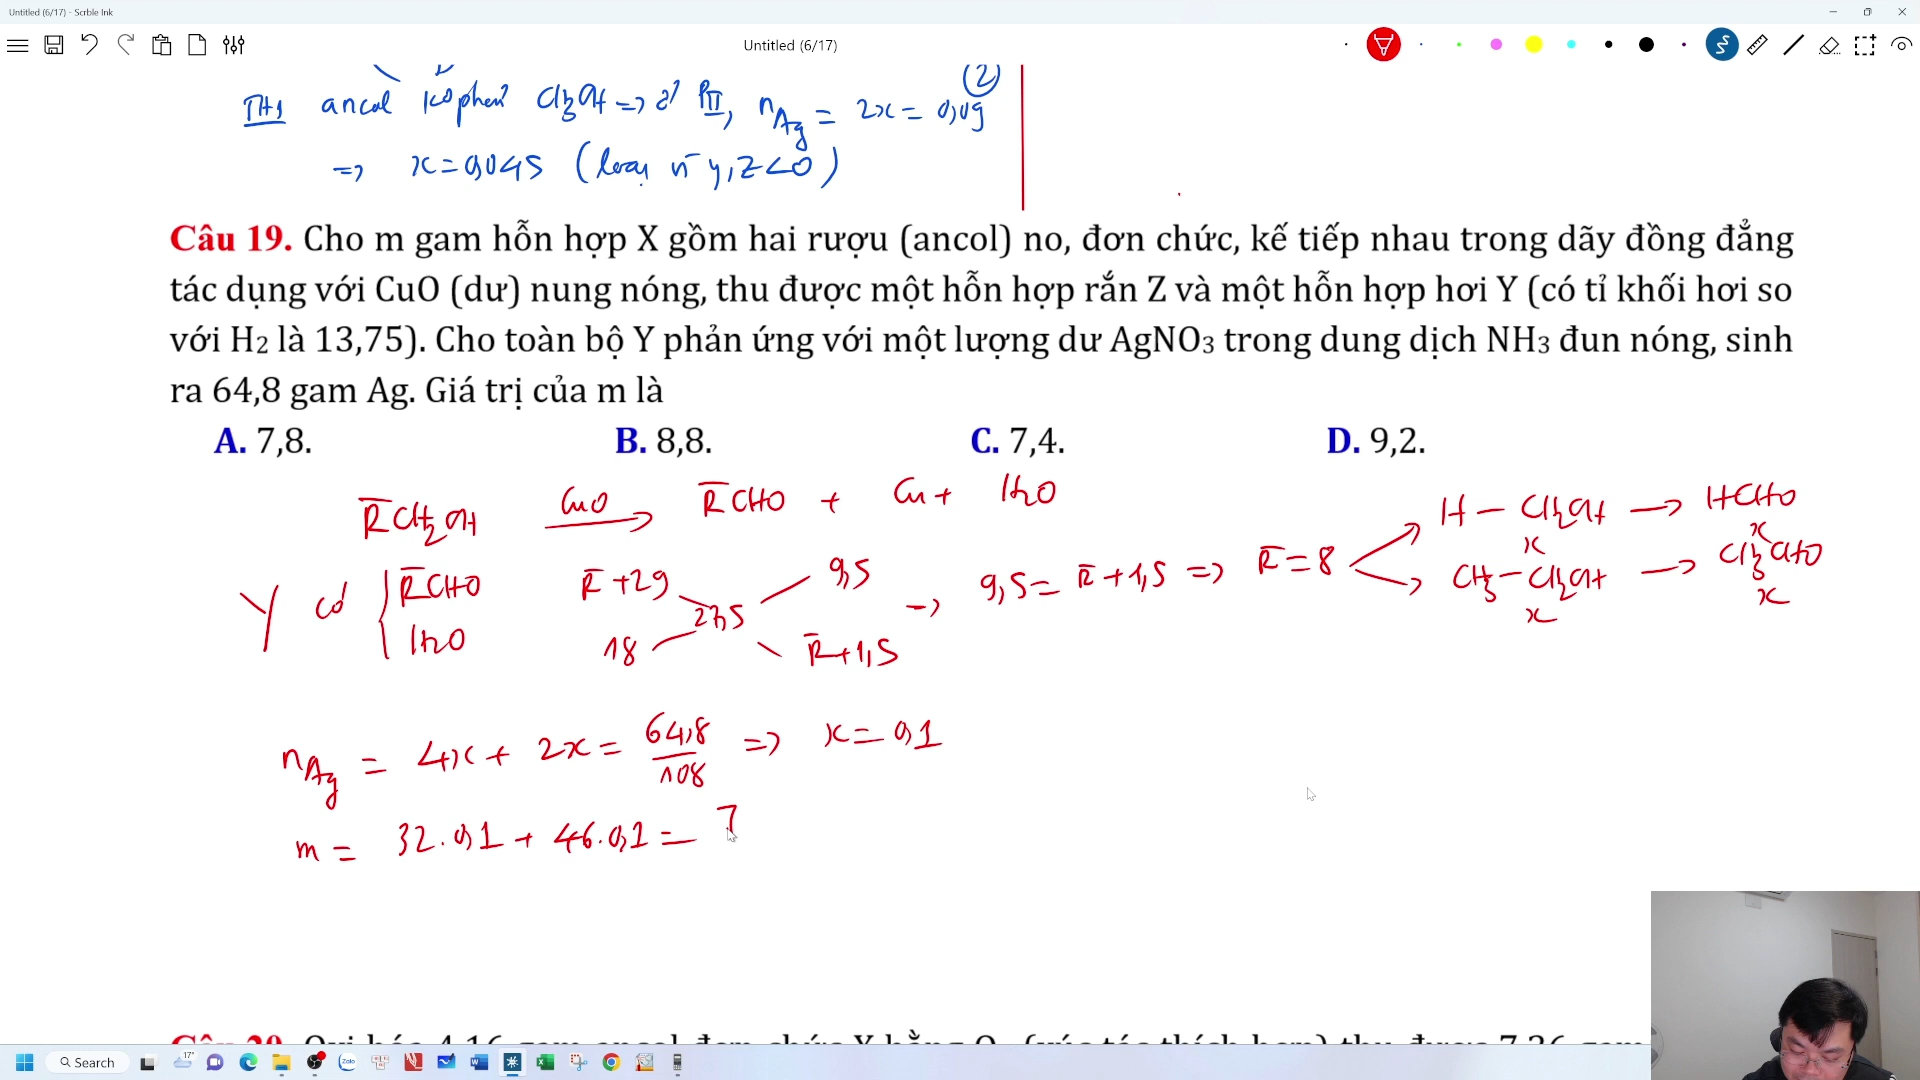 Untitled (6/17) - Scrble Ink
Untitled (6/17)
TH1 ancol ko phải CH3OH => ở PII, nAg = 2x = 0,09 (2)
=> x = 0,045 (loại vì y, z < 0)
Câu 19. Cho m gam hỗn hợp X gồm hai rượu (ancol) no, đơn chức, kế tiếp nhau trong dãy đồng đẳng
tác dụng với CuO (dư) nung nóng, thu được một hỗn hợp rắn Z và một hỗn hợp hơi Y (có tỉ khối hơi so
với H2 là 13,75). Cho toàn bộ Y phản ứng với một lượng dư AgNO3 trong dung dịch NH3 đun nóng, sinh
ra 64,8 gam Ag. Giá trị của m là
A. 7,8. B. 8,8. C. 7,4. D. 9,2.
R̄CH2OH CuO→ R̄CHO + Cu + H2O
H – CH2OH → HCHO
x x
Y có { R̄CHO R̄+29 9,5
27,5 → 9,5 = R̄+1,5 => R̄ = 8
H2O 18 R̄+1,5
CH3 – CH2OH → CH3CHO
x x
nAg = 4x + 2x = 64,8/108 => x = 0,1
m = 32.0,1 + 46.0,1 = 7
17°
Search